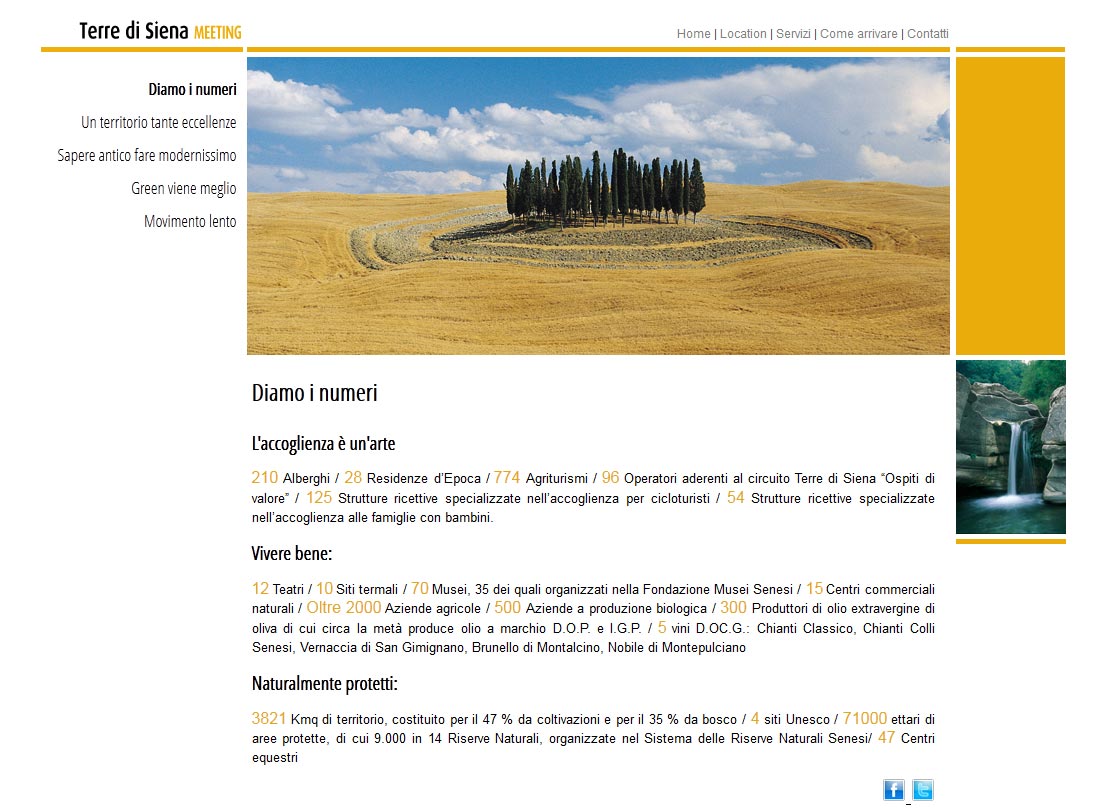 Terre di Siena MEETING
Home | Location | Servizi | Come arrivare | Contatti
Diamo i numeri
Un territorio tante eccellenze
Sapere antico fare modernissimo
Green viene meglio
Movimento lento
Diamo i numeri
L'accoglienza è un'arte
210 Alberghi / 28 Residenze d’Epoca / 774 Agriturismi / 96 Operatori aderenti al circuito Terre di Siena “Ospiti di
valore” / 125 Strutture ricettive specializzate nell’accoglienza per cicloturisti / 54 Strutture ricettive specializzate
nell’accoglienza alle famiglie con bambini.
Vivere bene:
12 Teatri / 10 Siti termali / 70 Musei, 35 dei quali organizzati nella Fondazione Musei Senesi / 15 Centri commerciali
naturali / Oltre 2000 Aziende agricole / 500 Aziende a produzione biologica / 300 Produttori di olio extravergine di
oliva di cui circa la metà produce olio a marchio D.O.P. e I.G.P. / 5 vini D.OC.G.: Chianti Classico, Chianti Colli
Senesi, Vernaccia di San Gimignano, Brunello di Montalcino, Nobile di Montepulciano
Naturalmente protetti:
3821 Kmq di territorio, costituito per il 47 % da coltivazioni e per il 35 % da bosco / 4 siti Unesco / 71000 ettari di
aree protette, di cui 9.000 in 14 Riserve Naturali, organizzate nel Sistema delle Riserve Naturali Senesi/ 47 Centri
equestri